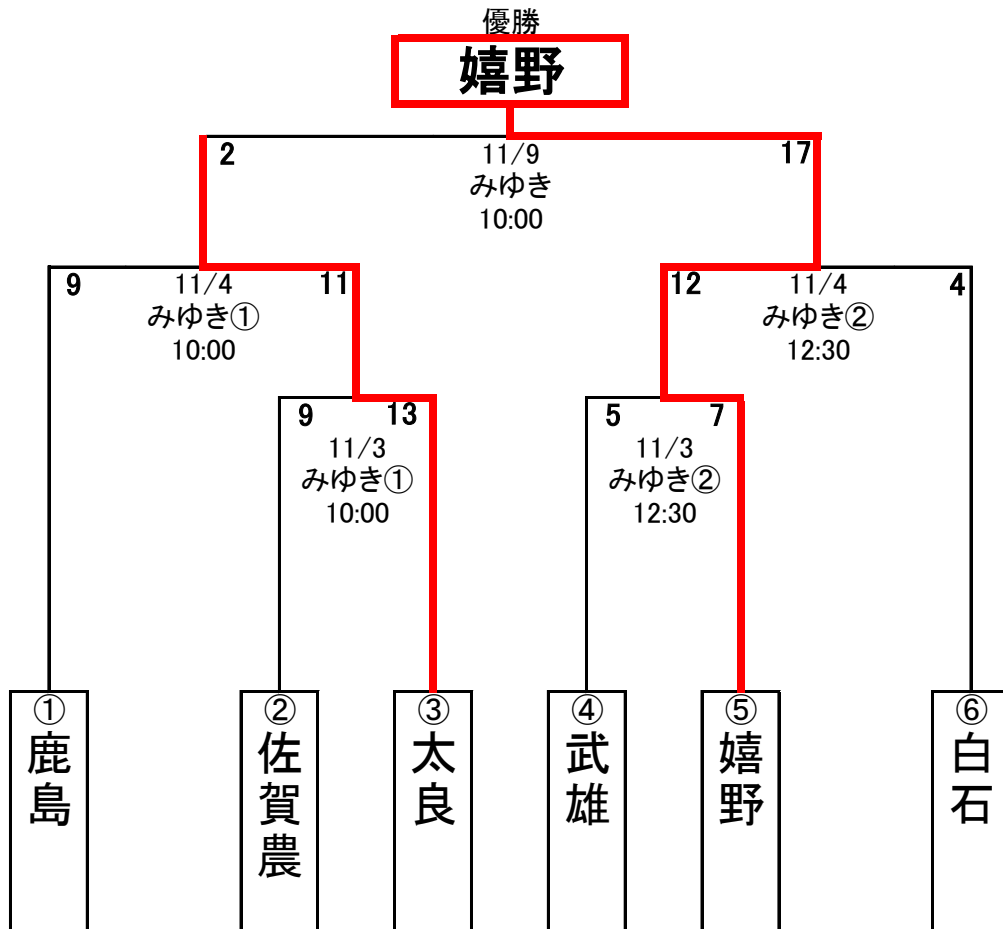 優勝
嬉野
2
11/9
みゆき
10:00
17
9
11/4
みゆき①
10:00
11
12
11/4
みゆき②
12:30
4
9
11/3
みゆき①
10:00
13
5
11/3
みゆき②
12:30
7
①
鹿島
②
佐賀農
③
太良
④
武雄
⑤
嬉野
⑥
白石